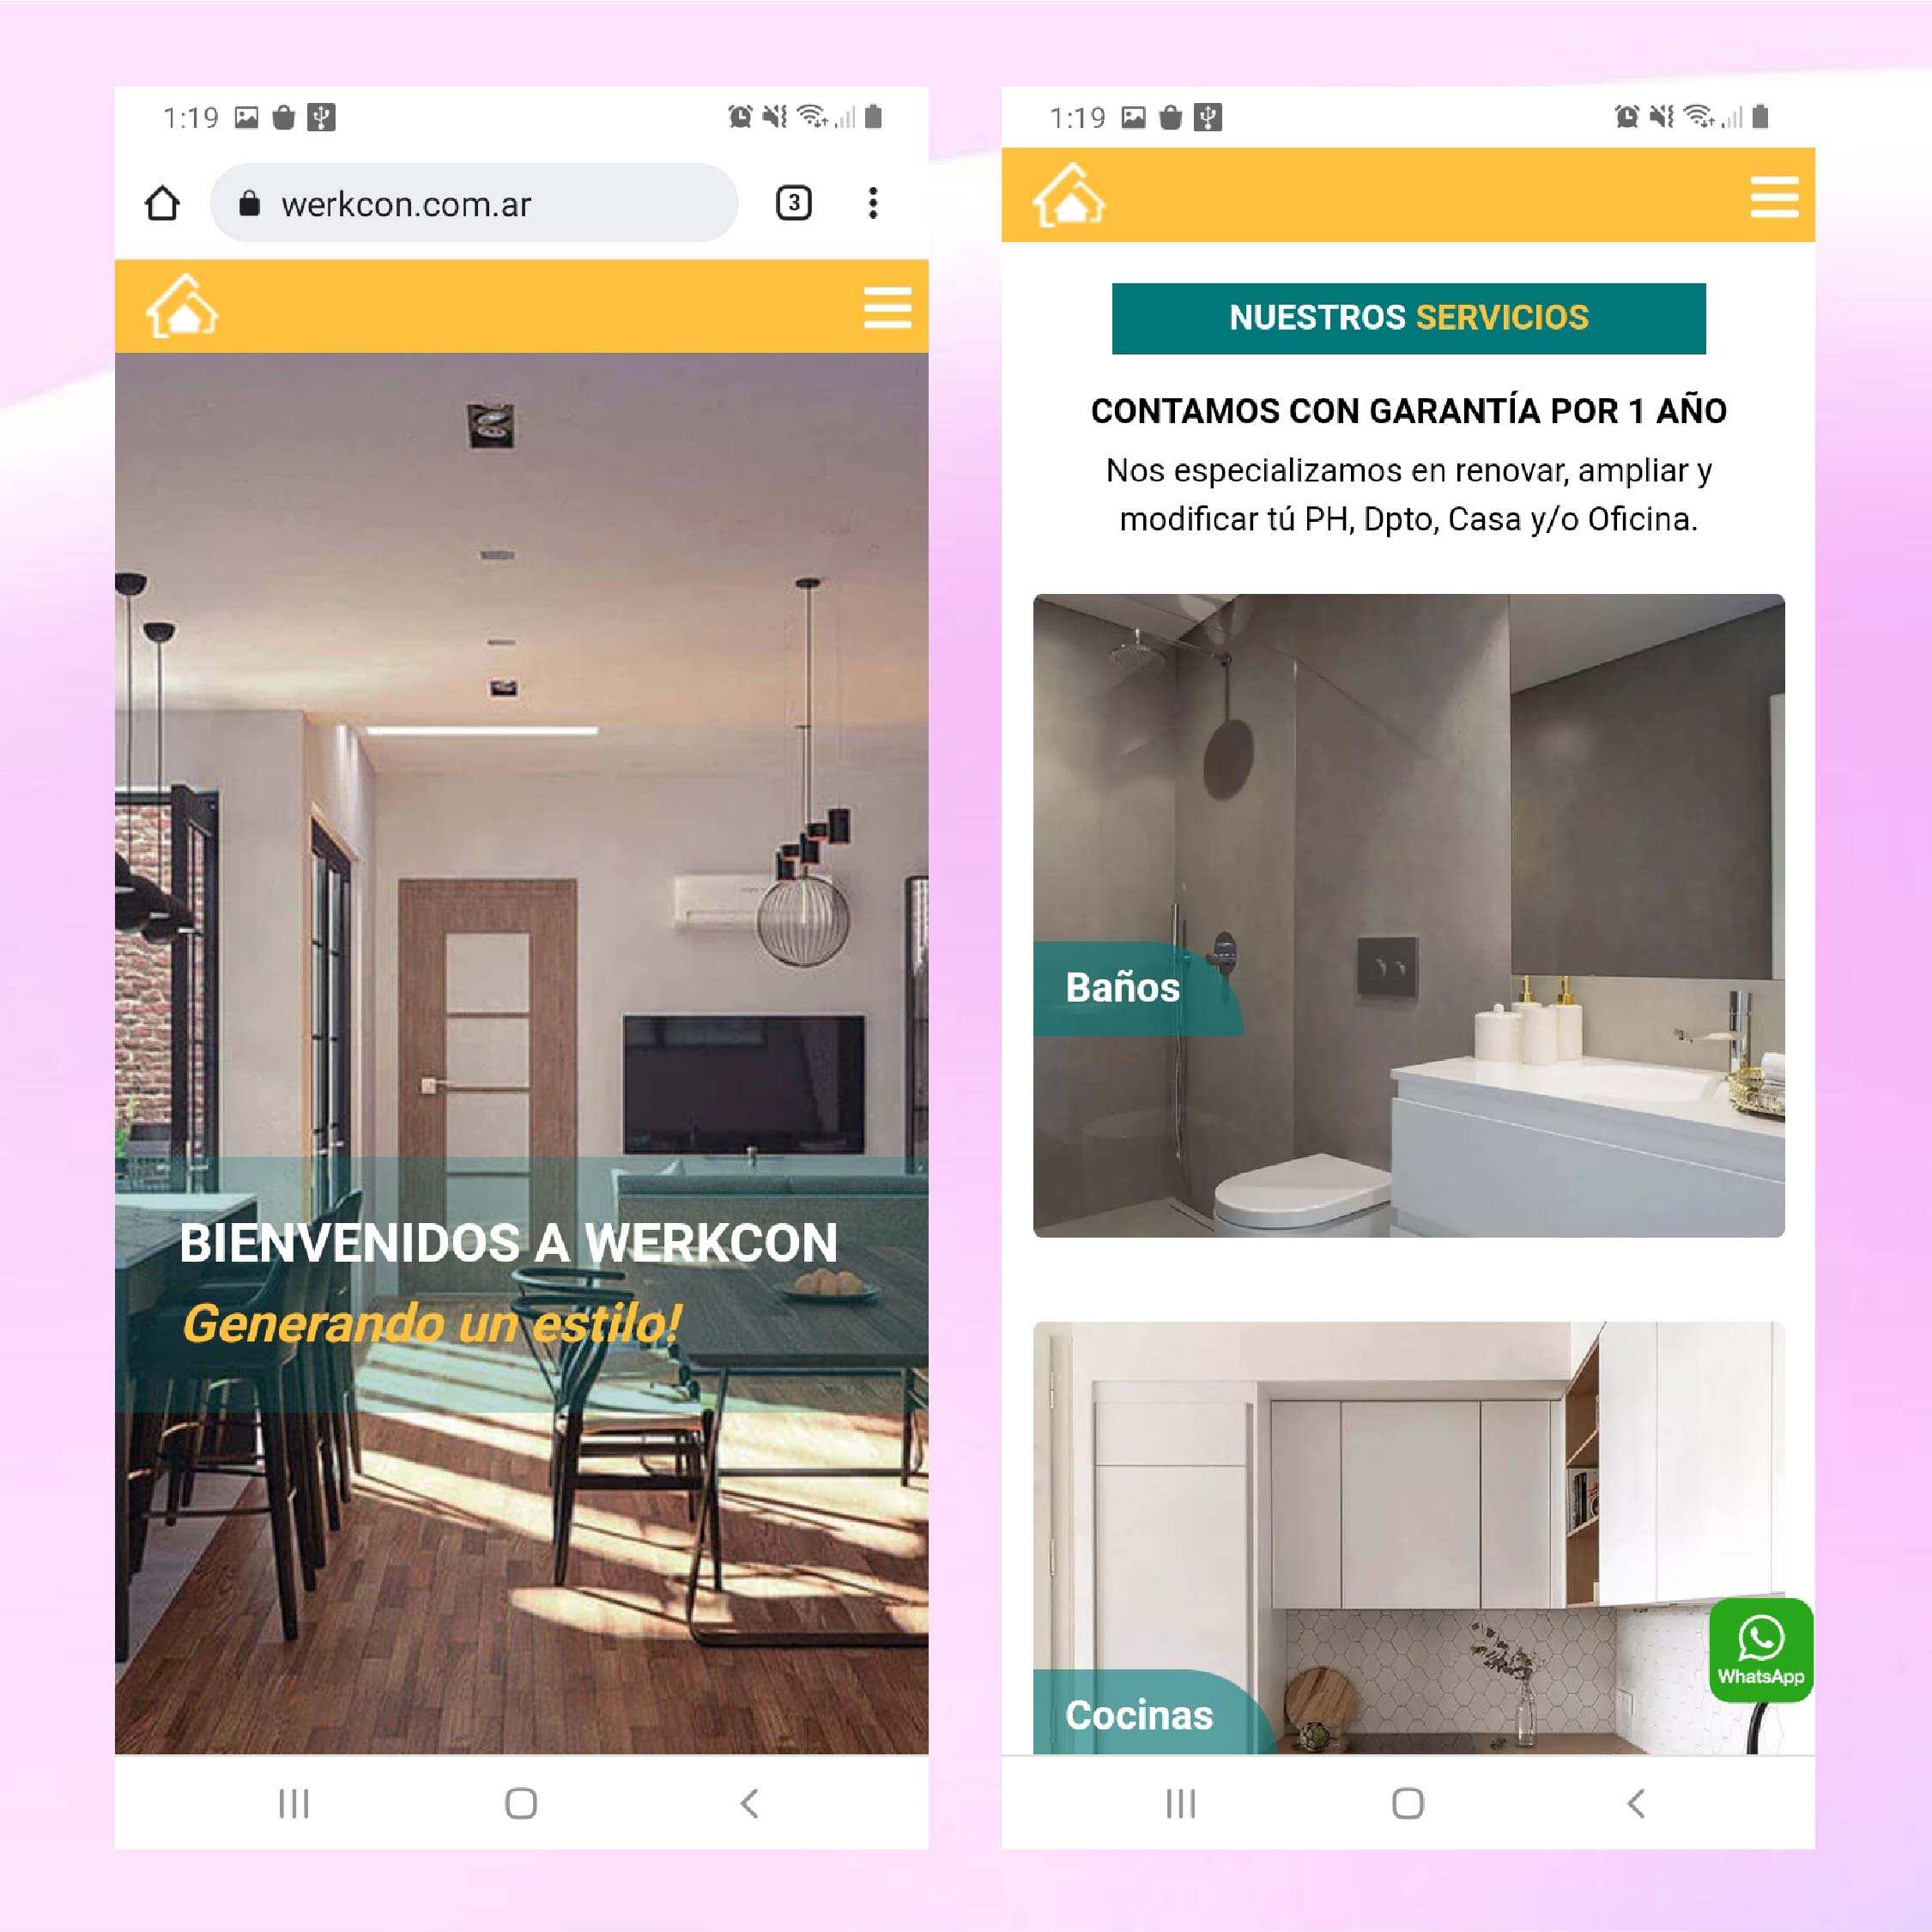 1:19
werkcon.com.ar
3
BIENVENIDOS A WERKCON
Generando un estilo!
1:19
NUESTROS SERVICIOS
CONTAMOS CON GARANTÍA POR 1 AÑO
Nos especializamos en renovar, ampliar y
modificar tú PH, Dpto, Casa y/o Oficina.
Baños
Cocinas
WhatsApp